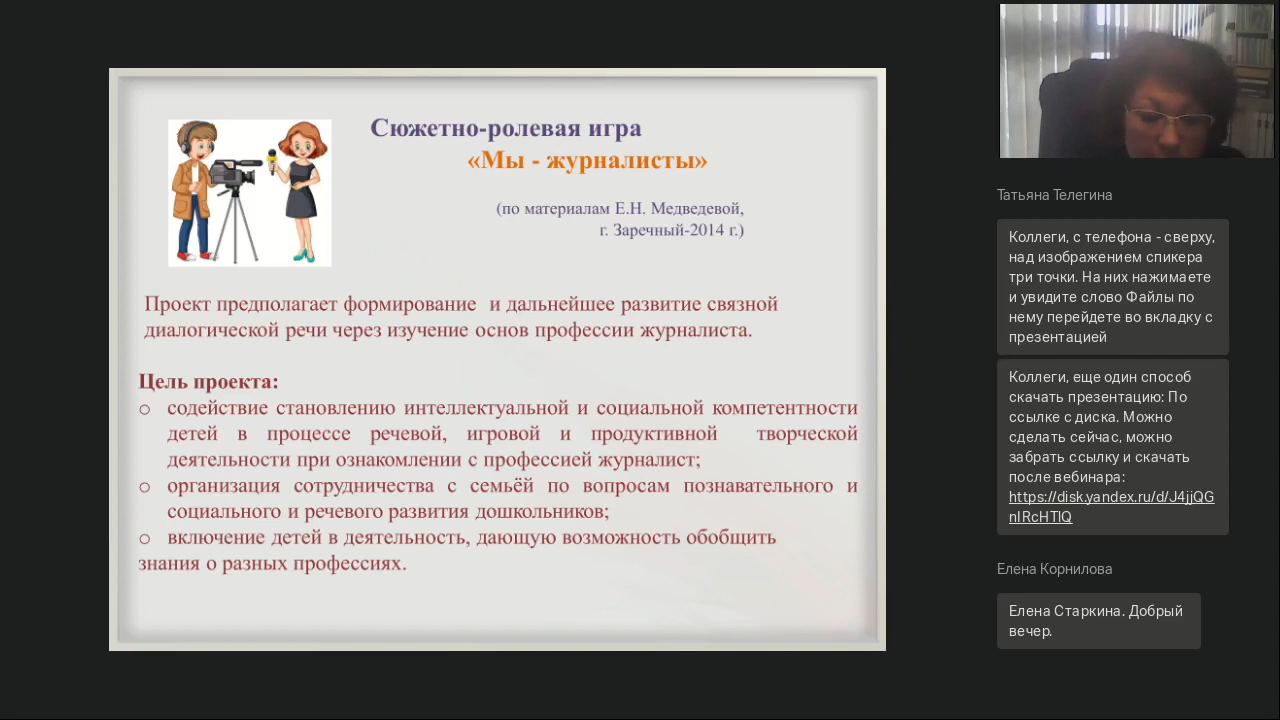 Сюжетно-ролевая игра
«Мы - журналисты»
(по материалам Е.Н. Медведевой,
г. Заречный-2014 г.)
Проект предполагает формирование и дальнейшее развитие связной
диалогической речи через изучение основ профессии журналиста.
Цель проекта:
o содействие становлению интеллектуальной и социальной компетентности
детей в процессе речевой, игровой и продуктивной творческой
деятельности при ознакомлении с профессией журналист;
o организация сотрудничества с семьёй по вопросам познавательного и
социального и речевого развития дошкольников;
o включение детей в деятельность, дающую возможность обобщить
знания о разных профессиях.
Татьяна Телегина
Коллеги, с телефона - сверху,
над изображением спикера
три точки. На них нажимаете
и увидите слово Файлы по
нему перейдете во вкладку с
презентацией
Коллеги, еще один способ
скачать презентацию: По
ссылке с диска. Можно
сделать сейчас, можно
забрать ссылку и скачать
после вебинара:
https://disk.yandex.ru/d/J4jjQG
nIRcHTlQ
Елена Корнилова
Елена Старкина. Добрый
вечер.